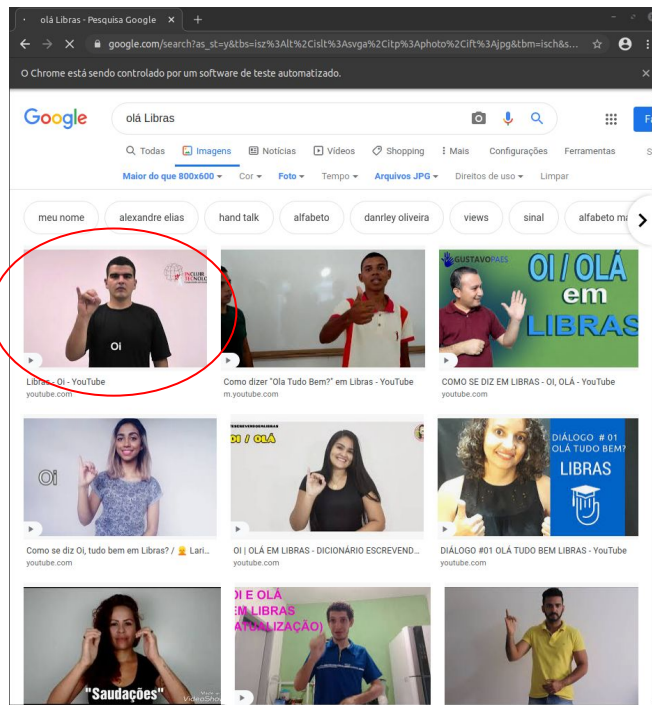 olá Libras - Pesquisa Google
google.com/search?as_st=y&tbs=isz%3Alt%2Cislt%3Asvga%2Citp%3Aphoto%2Cift%3Ajpg&tbm=isch&s...
O Chrome está sendo controlado por um software de teste automatizado.
Google
olá Libras
Todas Imagens Notícias Vídeos Shopping Mais Configurações Ferramentas
Maior do que 800x600 Cor Foto Tempo Arquivos JPG Direitos de uso Limpar
meu nome alexandre elias hand talk alfabeto danrley oliveira views sinal alfabeto
Oi
GUSTAVOPAES
OI / OLÁ
em
LIBRAS
Libras - Oi - YouTube
youtube.com
Como dizer "Ola Tudo Bem?" em Libras - YouTube
m.youtube.com
COMO SE DIZ EM LIBRAS - OI, OLÁ - YouTube
youtube.com
Oi
OI / OLÁ
DIÁLOGO # 01
OLÁ TUDO BEM?
LIBRAS
Como se diz Oi, tudo bem em Libras? / Lari...
youtube.com
OI | OLÁ EM LIBRAS - DICIONÁRIO ESCREVEND...
youtube.com
DIÁLOGO #01 OLÁ TUDO BEM LIBRAS - YouTube
youtube.com
"Saudações"
OI E OLÁ
EM LIBRAS
(ATUALIZAÇÃO)